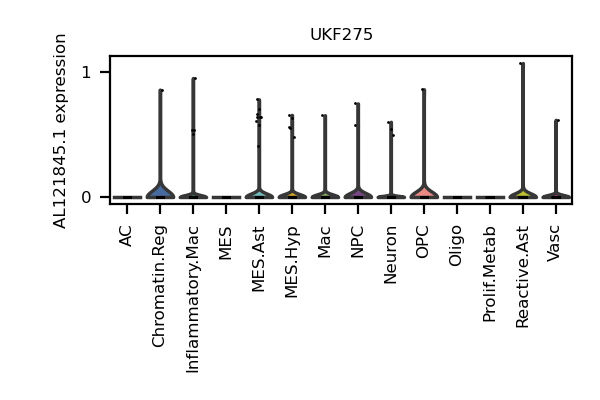 UKF275
AL121845.1 expression
1
0
AC
Chromatin.Reg
Inflammatory.Mac
MES
MES.Ast
MES.Hyp
Mac
NPC
Neuron
OPC
Oligo
Prolif.Metab
Reactive.Ast
Vasc